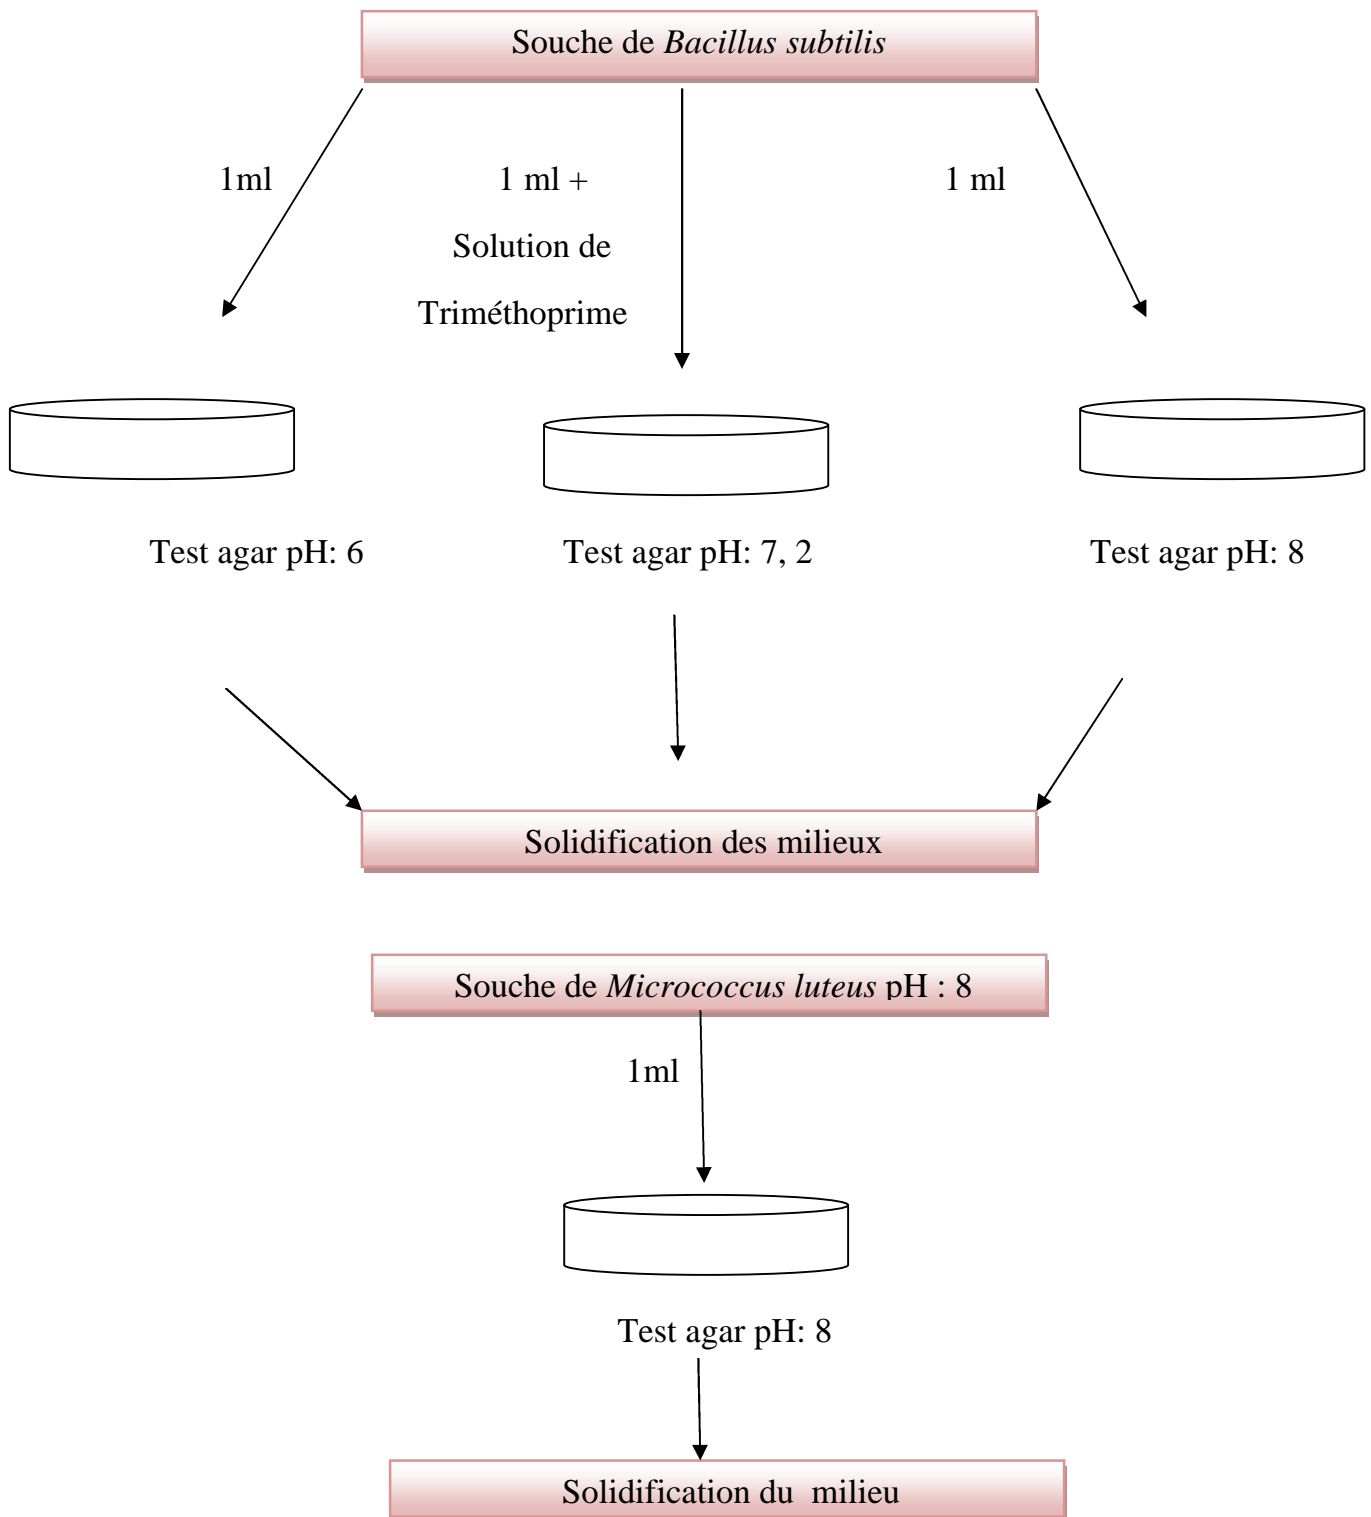 Souche de Bacillus subtilis
1ml
1 ml +
Solution de
Triméthoprime
1 ml
Test agar pH: 6
Test agar pH: 7, 2
Test agar pH: 8
Solidification des milieux
Souche de Micrococcus luteus pH : 8
1ml
Test agar pH: 8
Solidification du milieu